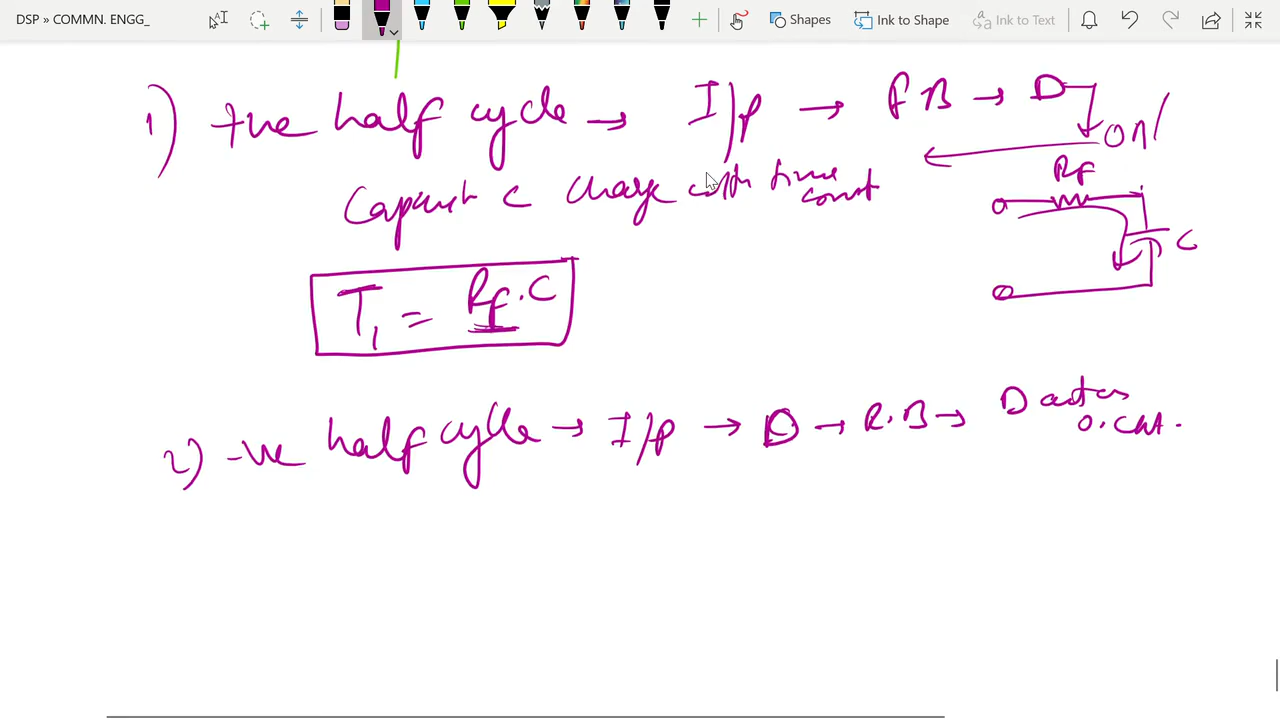 DSP » COMMN. ENGG_
Shapes
Ink to Shape
Ink to Text
1) +ve half cycle → I/p → f B → D
ON
C charge with time
const
Rf
C
T1 = Rf.C
2) -ve half cycle → I/p → D → R.B → D acts
O.Ckt.